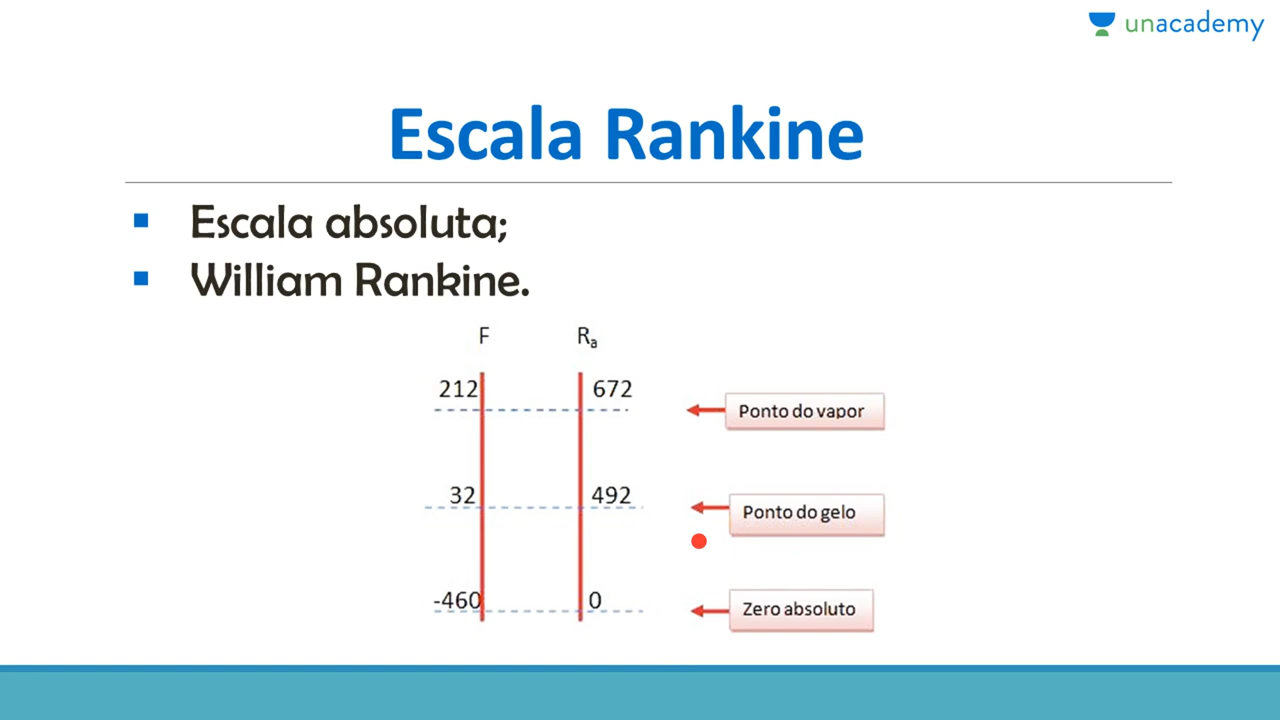 unacademy
Escala Rankine
▪ Escala absoluta;
▪ William Rankine.
F Ra
212 672
Ponto do vapor
32 492
Ponto do gelo
-460 0
Zero absoluto